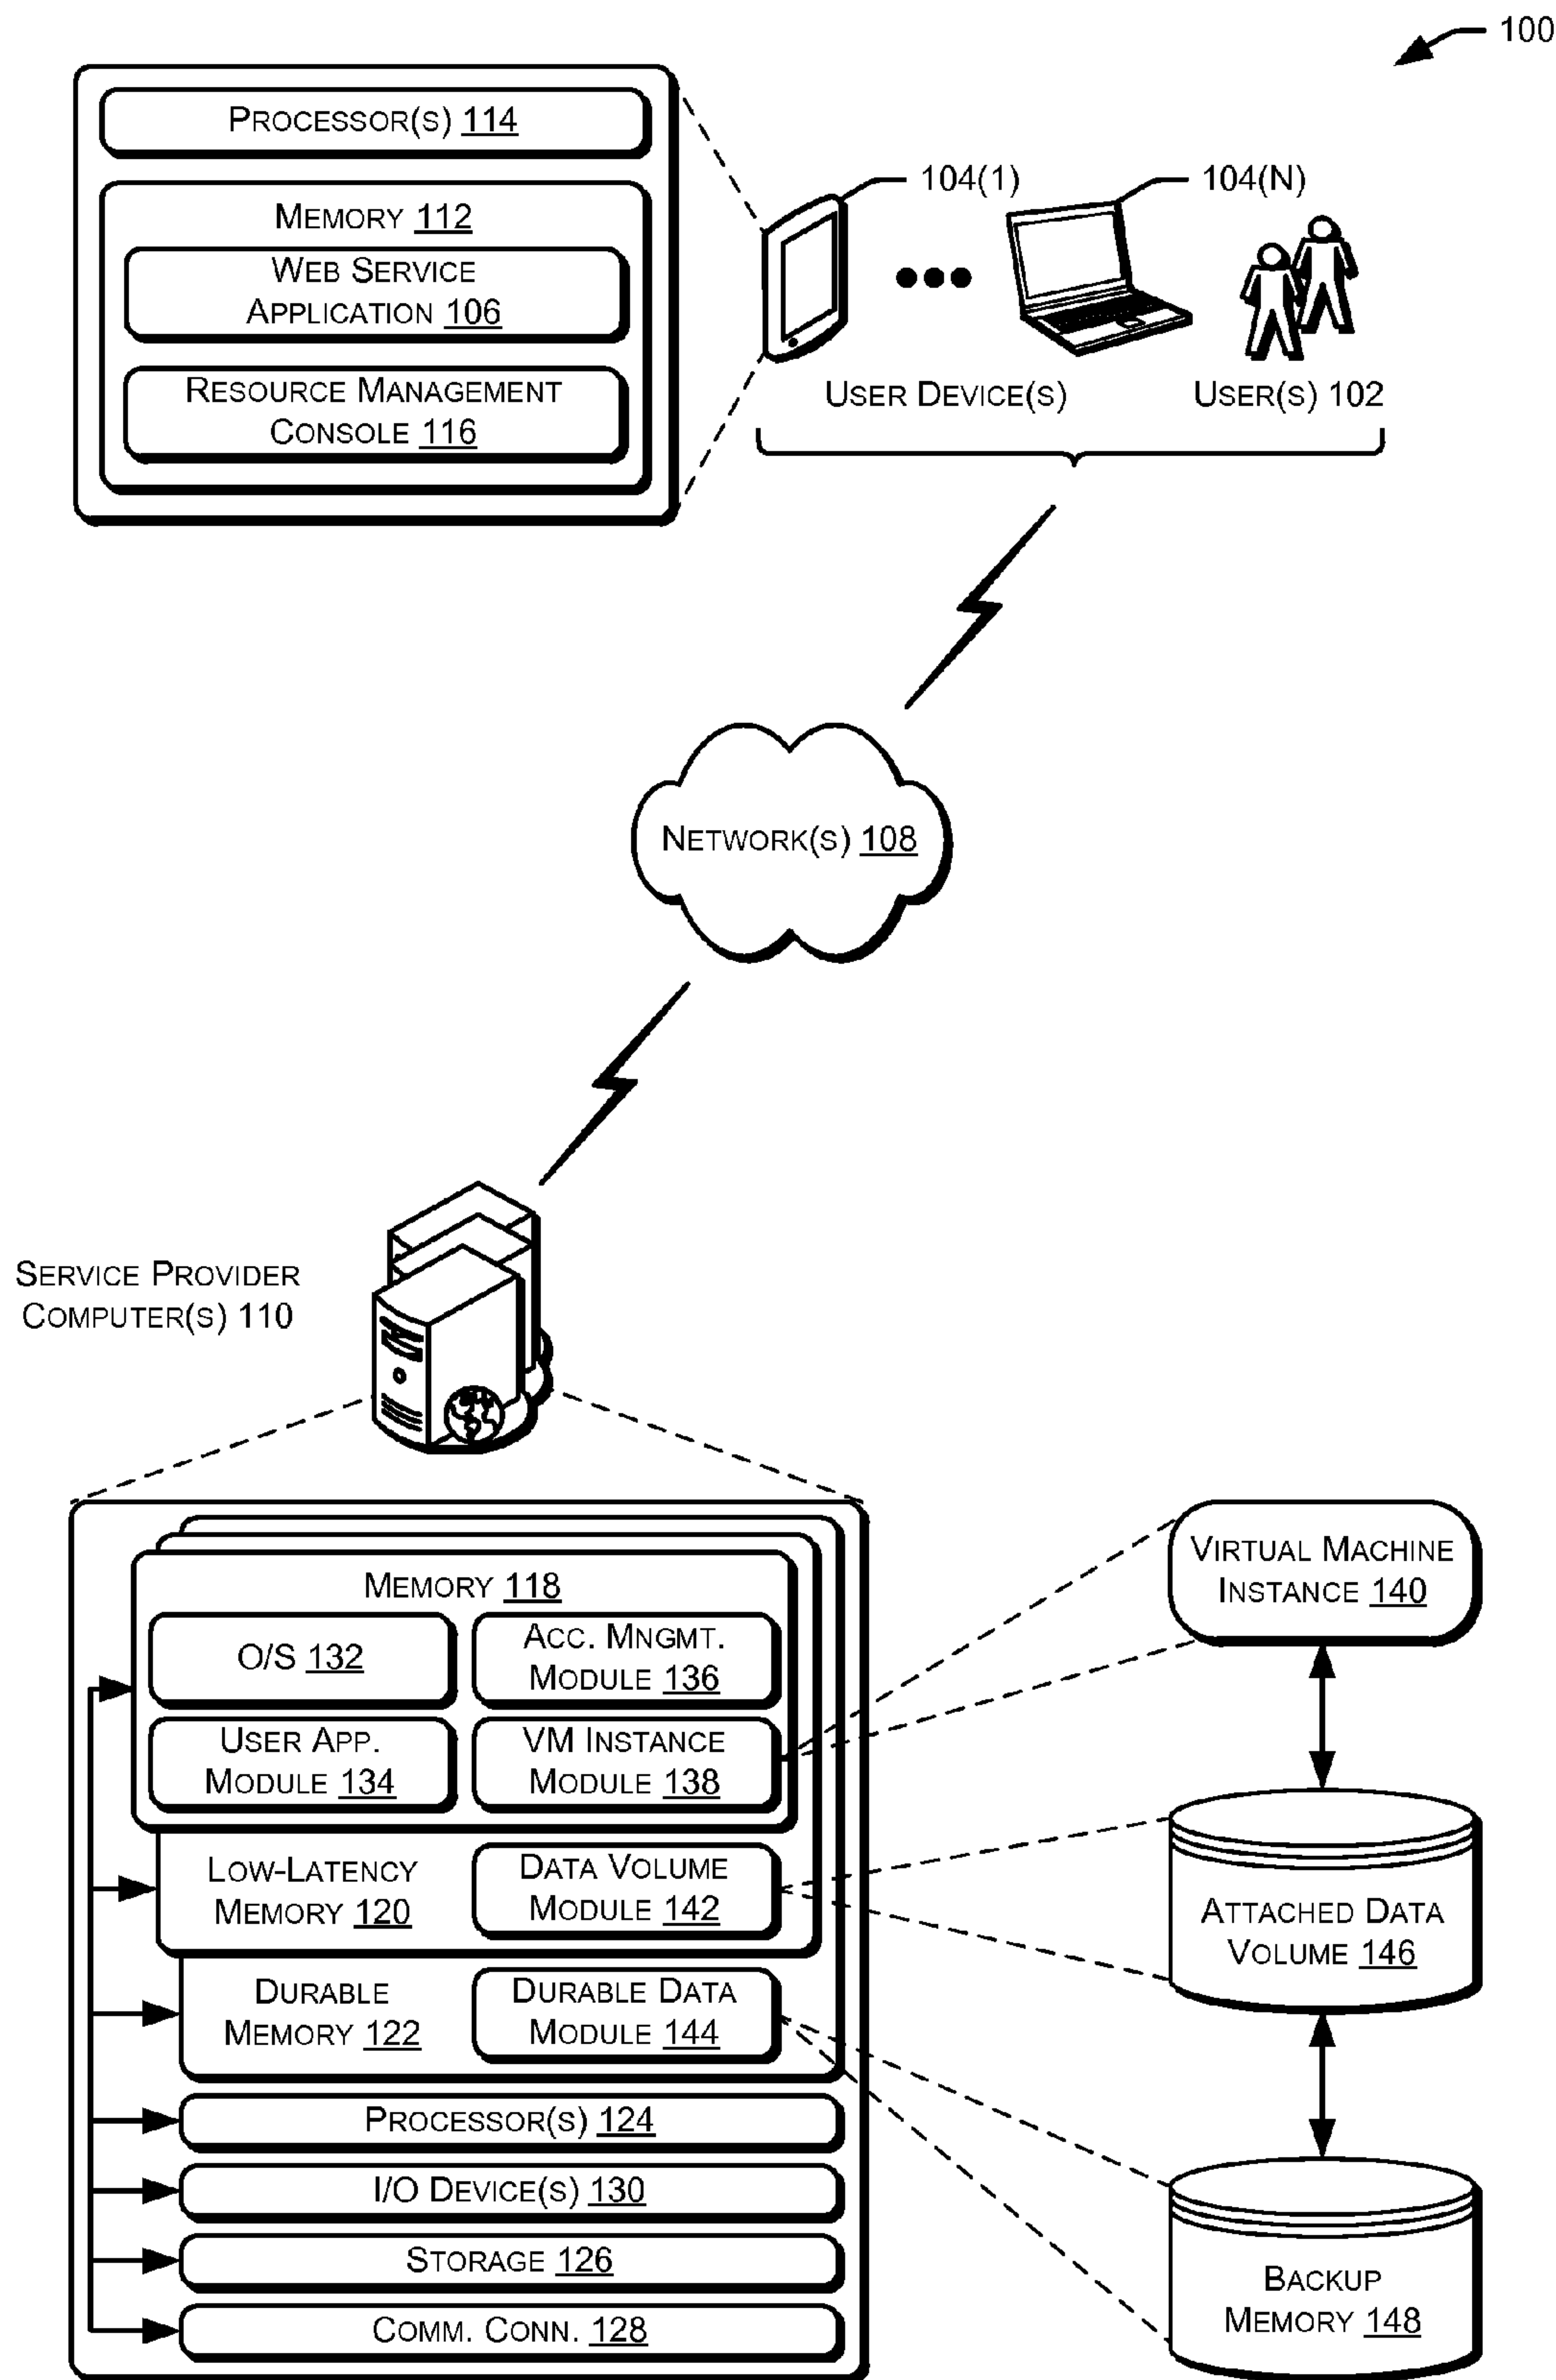 100
PROCESSOR(S) 114
MEMORY 112
WEB SERVICE
APPLICATION 106
RESOURCE MANAGEMENT
CONSOLE 116
104(1)
104(N)
USER DEVICE(S)
USER(S) 102
NETWORK(S) 108
SERVICE PROVIDER
COMPUTER(S) 110
MEMORY 118
O/S 132
ACC. MNGMT.
MODULE 136
USER APP.
MODULE 134
VM INSTANCE
MODULE 138
LOW-LATENCY
MEMORY 120
DATA VOLUME
MODULE 142
DURABLE
MEMORY 122
DURABLE DATA
MODULE 144
PROCESSOR(S) 124
I/O DEVICE(S) 130
STORAGE 126
COMM. CONN. 128
VIRTUAL MACHINE
INSTANCE 140
ATTACHED DATA
VOLUME 146
BACKUP
MEMORY 148